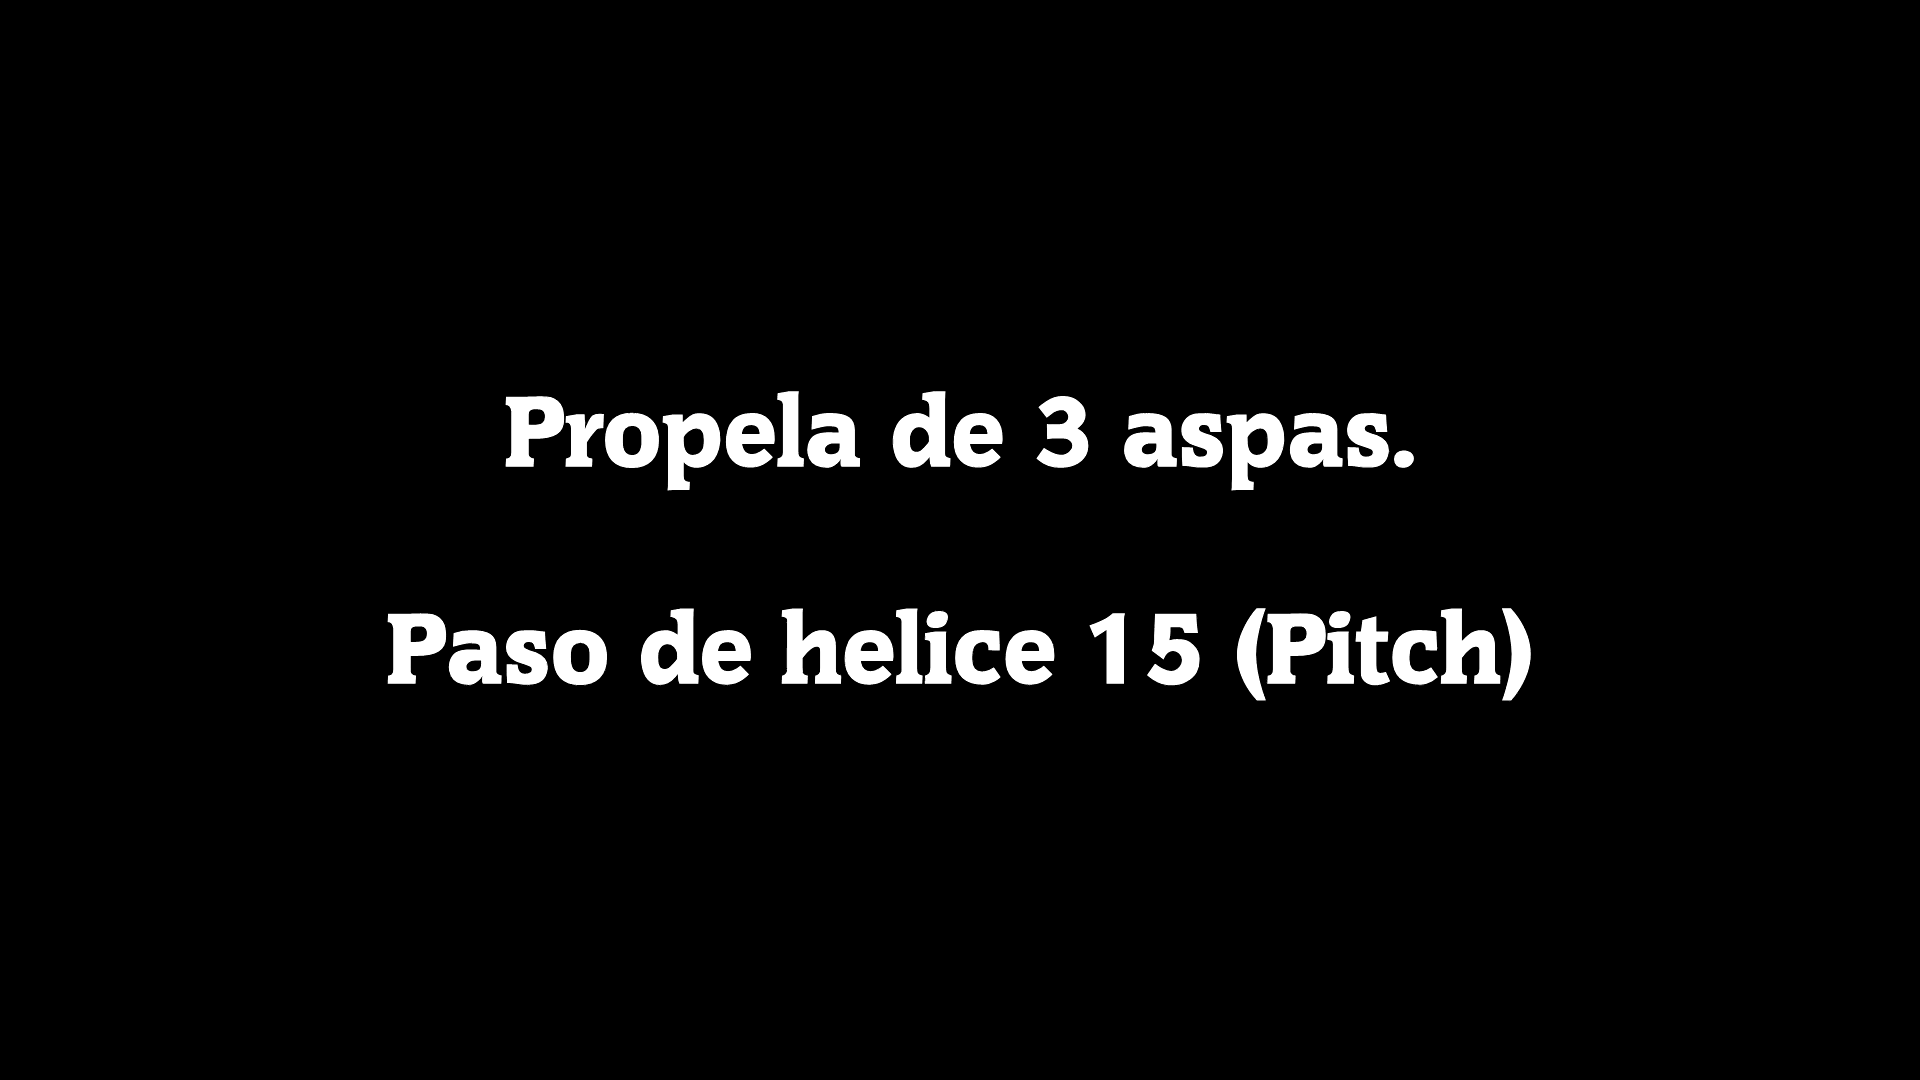 Propela de 3 aspas.
Paso de helice 15 (Pitch)